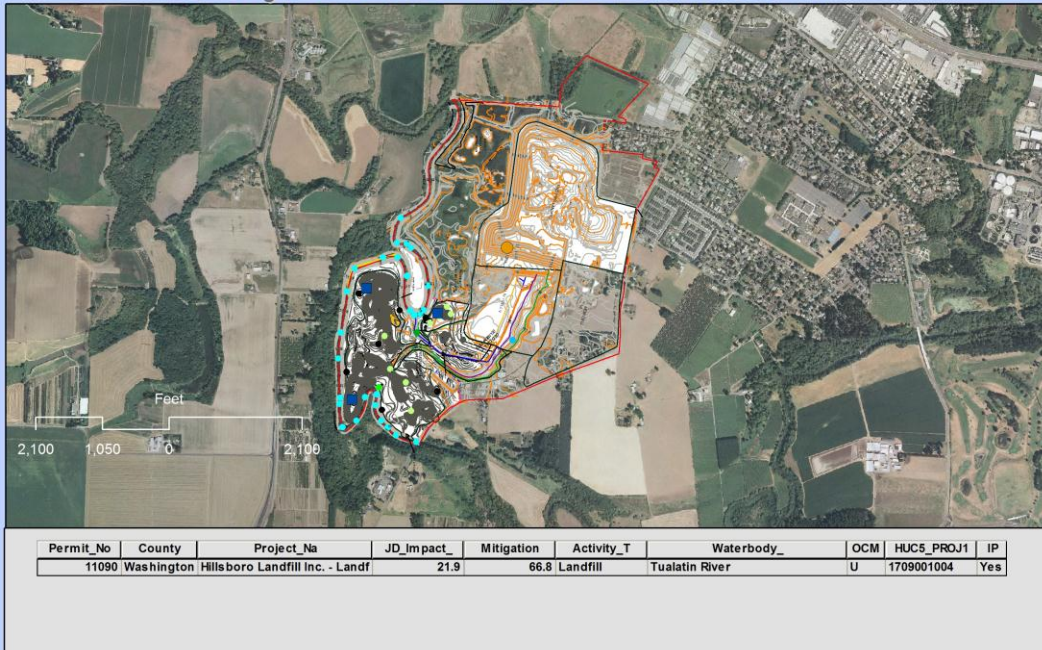 Feet
2,100 1,050 0 2,100
Permit_No County Project_Na JD_Impact_ Mitigation Activity_T Waterbody_ OCM HUC5_PROJ1 IP
11090 Washington Hillsboro Landfill Inc. - Landf 21.9 66.8 Landfill Tualatin River U 1709001004 Yes